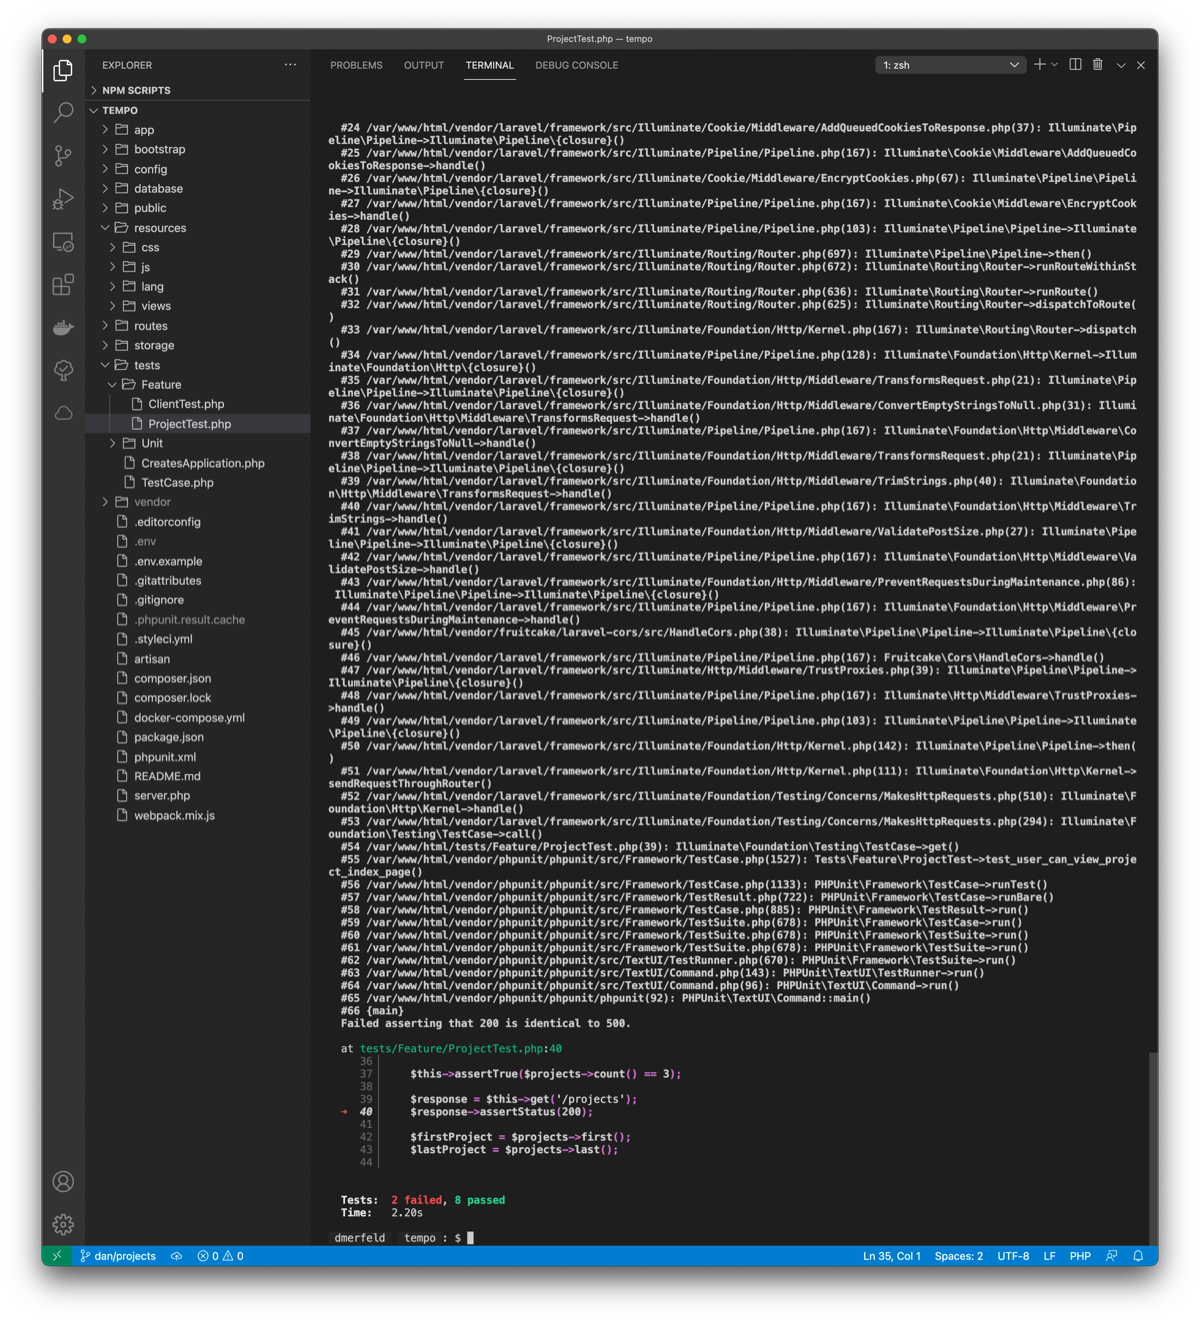 ProjectTest.php — tempo
EXPLORER
NPM SCRIPTS
TEMPO
app
bootstrap
config
database
public
resources
css
js
lang
views
routes
storage
tests
Feature
ClientTest.php
ProjectTest.php
Unit
CreatesApplication.php
TestCase.php
vendor
.editorconfig
.env
.env.example
.gitattributes
.gitignore
.phpunit.result.cache
.styleci.yml
artisan
composer.json
composer.lock
docker-compose.yml
package.json
phpunit.xml
README.md
server.php
webpack.mix.js
PROBLEMS OUTPUT TERMINAL DEBUG CONSOLE 1: zsh
#24 /var/www/html/vendor/laravel/framework/src/Illuminate/Cookie/Middleware/AddQueuedCookiesToResponse.php(37): Illuminate\Pip
eline\Pipeline->Illuminate\Pipeline\{closure}()
#25 /var/www/html/vendor/laravel/framework/src/Illuminate/Pipeline/Pipeline.php(167): Illuminate\Cookie\Middleware\AddQueuedCo
okiesToResponse->handle()
#26 /var/www/html/vendor/laravel/framework/src/Illuminate/Cookie/Middleware/EncryptCookies.php(67): Illuminate\Pipeline\Pipeli
ne->Illuminate\Pipeline\{closure}()
#27 /var/www/html/vendor/laravel/framework/src/Illuminate/Pipeline/Pipeline.php(167): Illuminate\Cookie\Middleware\EncryptCook
ies->handle()
#28 /var/www/html/vendor/laravel/framework/src/Illuminate/Pipeline/Pipeline.php(103): Illuminate\Pipeline\Pipeline->Illuminate
\Pipeline\{closure}()
#29 /var/www/html/vendor/laravel/framework/src/Illuminate/Routing/Router.php(697): Illuminate\Pipeline\Pipeline->then()
#30 /var/www/html/vendor/laravel/framework/src/Illuminate/Routing/Router.php(672): Illuminate\Routing\Router->runRouteWithinSt
ack()
#31 /var/www/html/vendor/laravel/framework/src/Illuminate/Routing/Router.php(636): Illuminate\Routing\Router->runRoute()
#32 /var/www/html/vendor/laravel/framework/src/Illuminate/Routing/Router.php(625): Illuminate\Routing\Router->dispatchToRoute(
)
#33 /var/www/html/vendor/laravel/framework/src/Illuminate/Foundation/Http/Kernel.php(167): Illuminate\Routing\Router->dispatch
()
#34 /var/www/html/vendor/laravel/framework/src/Illuminate/Pipeline/Pipeline.php(128): Illuminate\Foundation\Http\Kernel->Illum
inate\Foundation\Http\{closure}()
#35 /var/www/html/vendor/laravel/framework/src/Illuminate/Foundation/Http/Middleware/TransformsRequest.php(21): Illuminate\Pip
eline\Pipeline->Illuminate\Pipeline\{closure}()
#36 /var/www/html/vendor/laravel/framework/src/Illuminate/Foundation/Http/Middleware/ConvertEmptyStringsToNull.php(31): Illumi
nate\Foundation\Http\Middleware\TransformsRequest->handle()
#37 /var/www/html/vendor/laravel/framework/src/Illuminate/Pipeline/Pipeline.php(167): Illuminate\Foundation\Http\Middleware\Co
nvertEmptyStringsToNull->handle()
#38 /var/www/html/vendor/laravel/framework/src/Illuminate/Foundation/Http/Middleware/TransformsRequest.php(21): Illuminate\Pip
eline\Pipeline->Illuminate\Pipeline\{closure}()
#39 /var/www/html/vendor/laravel/framework/src/Illuminate/Foundation/Http/Middleware/TrimStrings.php(40): Illuminate\Foundatio
n\Http\Middleware\TransformsRequest->handle()
#40 /var/www/html/vendor/laravel/framework/src/Illuminate/Pipeline/Pipeline.php(167): Illuminate\Foundation\Http\Middleware\Tr
imStrings->handle()
#41 /var/www/html/vendor/laravel/framework/src/Illuminate/Foundation/Http/Middleware/ValidatePostSize.php(27): Illuminate\Pipe
line\Pipeline->Illuminate\Pipeline\{closure}()
#42 /var/www/html/vendor/laravel/framework/src/Illuminate/Pipeline/Pipeline.php(167): Illuminate\Foundation\Http\Middleware\Va
lidatePostSize->handle()
#43 /var/www/html/vendor/laravel/framework/src/Illuminate/Foundation/Http/Middleware/PreventRequestsDuringMaintenance.php(86):
Illuminate\Pipeline\Pipeline->Illuminate\Pipeline\{closure}()
#44 /var/www/html/vendor/laravel/framework/src/Illuminate/Pipeline/Pipeline.php(167): Illuminate\Foundation\Http\Middleware\Pr
eventRequestsDuringMaintenance->handle()
#45 /var/www/html/vendor/fruitcake/laravel-cors/src/HandleCors.php(38): Illuminate\Pipeline\Pipeline->Illuminate\Pipeline\{clo
sure}()
#46 /var/www/html/vendor/laravel/framework/src/Illuminate/Pipeline/Pipeline.php(167): Fruitcake\Cors\HandleCors->handle()
#47 /var/www/html/vendor/laravel/framework/src/Illuminate/Http/Middleware/TrustProxies.php(39): Illuminate\Pipeline\Pipeline->
Illuminate\Pipeline\{closure}()
#48 /var/www/html/vendor/laravel/framework/src/Illuminate/Pipeline/Pipeline.php(167): Illuminate\Http\Middleware\TrustProxies-
>handle()
#49 /var/www/html/vendor/laravel/framework/src/Illuminate/Pipeline/Pipeline.php(103): Illuminate\Pipeline\Pipeline->Illuminate
\Pipeline\{closure}()
#50 /var/www/html/vendor/laravel/framework/src/Illuminate/Foundation/Http/Kernel.php(142): Illuminate\Pipeline\Pipeline->then(
)
#51 /var/www/html/vendor/laravel/framework/src/Illuminate/Foundation/Http/Kernel.php(111): Illuminate\Foundation\Http\Kernel->
sendRequestThroughRouter()
#52 /var/www/html/vendor/laravel/framework/src/Illuminate/Foundation/Testing/Concerns/MakesHttpRequests.php(510): Illuminate\F
oundation\Http\Kernel->handle()
#53 /var/www/html/vendor/laravel/framework/src/Illuminate/Foundation/Testing/Concerns/MakesHttpRequests.php(294): Illuminate\F
oundation\Testing\TestCase->call()
#54 /var/www/html/tests/Feature/ProjectTest.php(39): Illuminate\Foundation\Testing\TestCase->get()
#55 /var/www/html/vendor/phpunit/phpunit/src/Framework/TestCase.php(1527): Tests\Feature\ProjectTest->test_user_can_view_proje
ct_index_page()
#56 /var/www/html/vendor/phpunit/phpunit/src/Framework/TestCase.php(1133): PHPUnit\Framework\TestCase->runTest()
#57 /var/www/html/vendor/phpunit/phpunit/src/Framework/TestResult.php(722): PHPUnit\Framework\TestCase->runBare()
#58 /var/www/html/vendor/phpunit/phpunit/src/Framework/TestCase.php(885): PHPUnit\Framework\TestResult->run()
#59 /var/www/html/vendor/phpunit/phpunit/src/Framework/TestSuite.php(678): PHPUnit\Framework\TestCase->run()
#60 /var/www/html/vendor/phpunit/phpunit/src/Framework/TestSuite.php(678): PHPUnit\Framework\TestSuite->run()
#61 /var/www/html/vendor/phpunit/phpunit/src/Framework/TestSuite.php(678): PHPUnit\Framework\TestSuite->run()
#62 /var/www/html/vendor/phpunit/phpunit/src/TextUI/TestRunner.php(670): PHPUnit\Framework\TestSuite->run()
#63 /var/www/html/vendor/phpunit/phpunit/src/TextUI/Command.php(143): PHPUnit\TextUI\TestRunner->run()
#64 /var/www/html/vendor/phpunit/phpunit/src/TextUI/Command.php(96): PHPUnit\TextUI\Command->run()
#65 /var/www/html/vendor/phpunit/phpunit/phpunit(92): PHPUnit\TextUI\Command::main()
#66 {main}
Failed asserting that 200 is identical to 500.
at tests/Feature/ProjectTest.php:40
36
37 $this->assertTrue($projects->count() == 3);
38
39 $response = $this->get('/projects');
→ 40 $response->assertStatus(200);
41
42 $firstProject = $projects->first();
43 $lastProject = $projects->last();
44
Tests: 2 failed, 8 passed
Time: 2.20s
dmerfeld tempo : $
dan/projects 0 0 Ln 35, Col 1 Spaces: 2 UTF-8 LF PHP